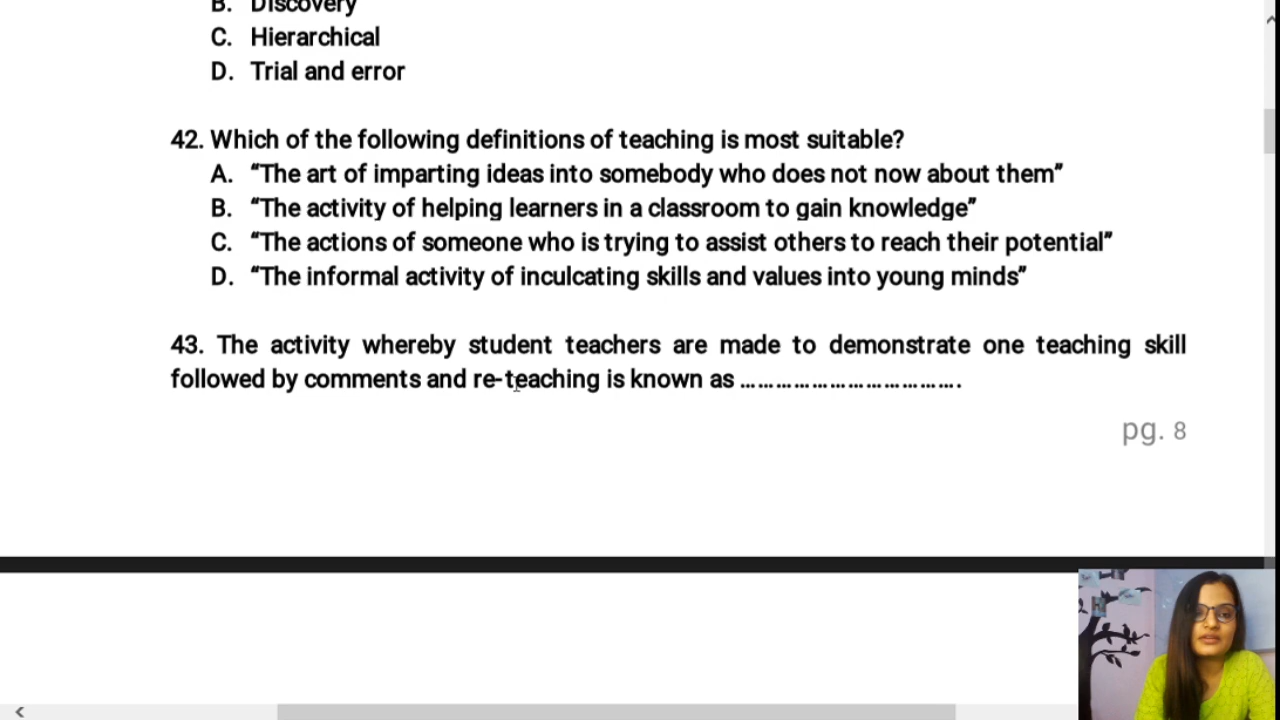 B. Discovery
C. Hierarchical
D. Trial and error
42. Which of the following definitions of teaching is most suitable?
A. “The art of imparting ideas into somebody who does not now about them”
B. “The activity of helping learners in a classroom to gain knowledge”
C. “The actions of someone who is trying to assist others to reach their potential”
D. “The informal activity of inculcating skills and values into young minds”
43. The activity whereby student teachers are made to demonstrate one teaching skill
followed by comments and re-teaching is known as ………………………………….
pg. 8